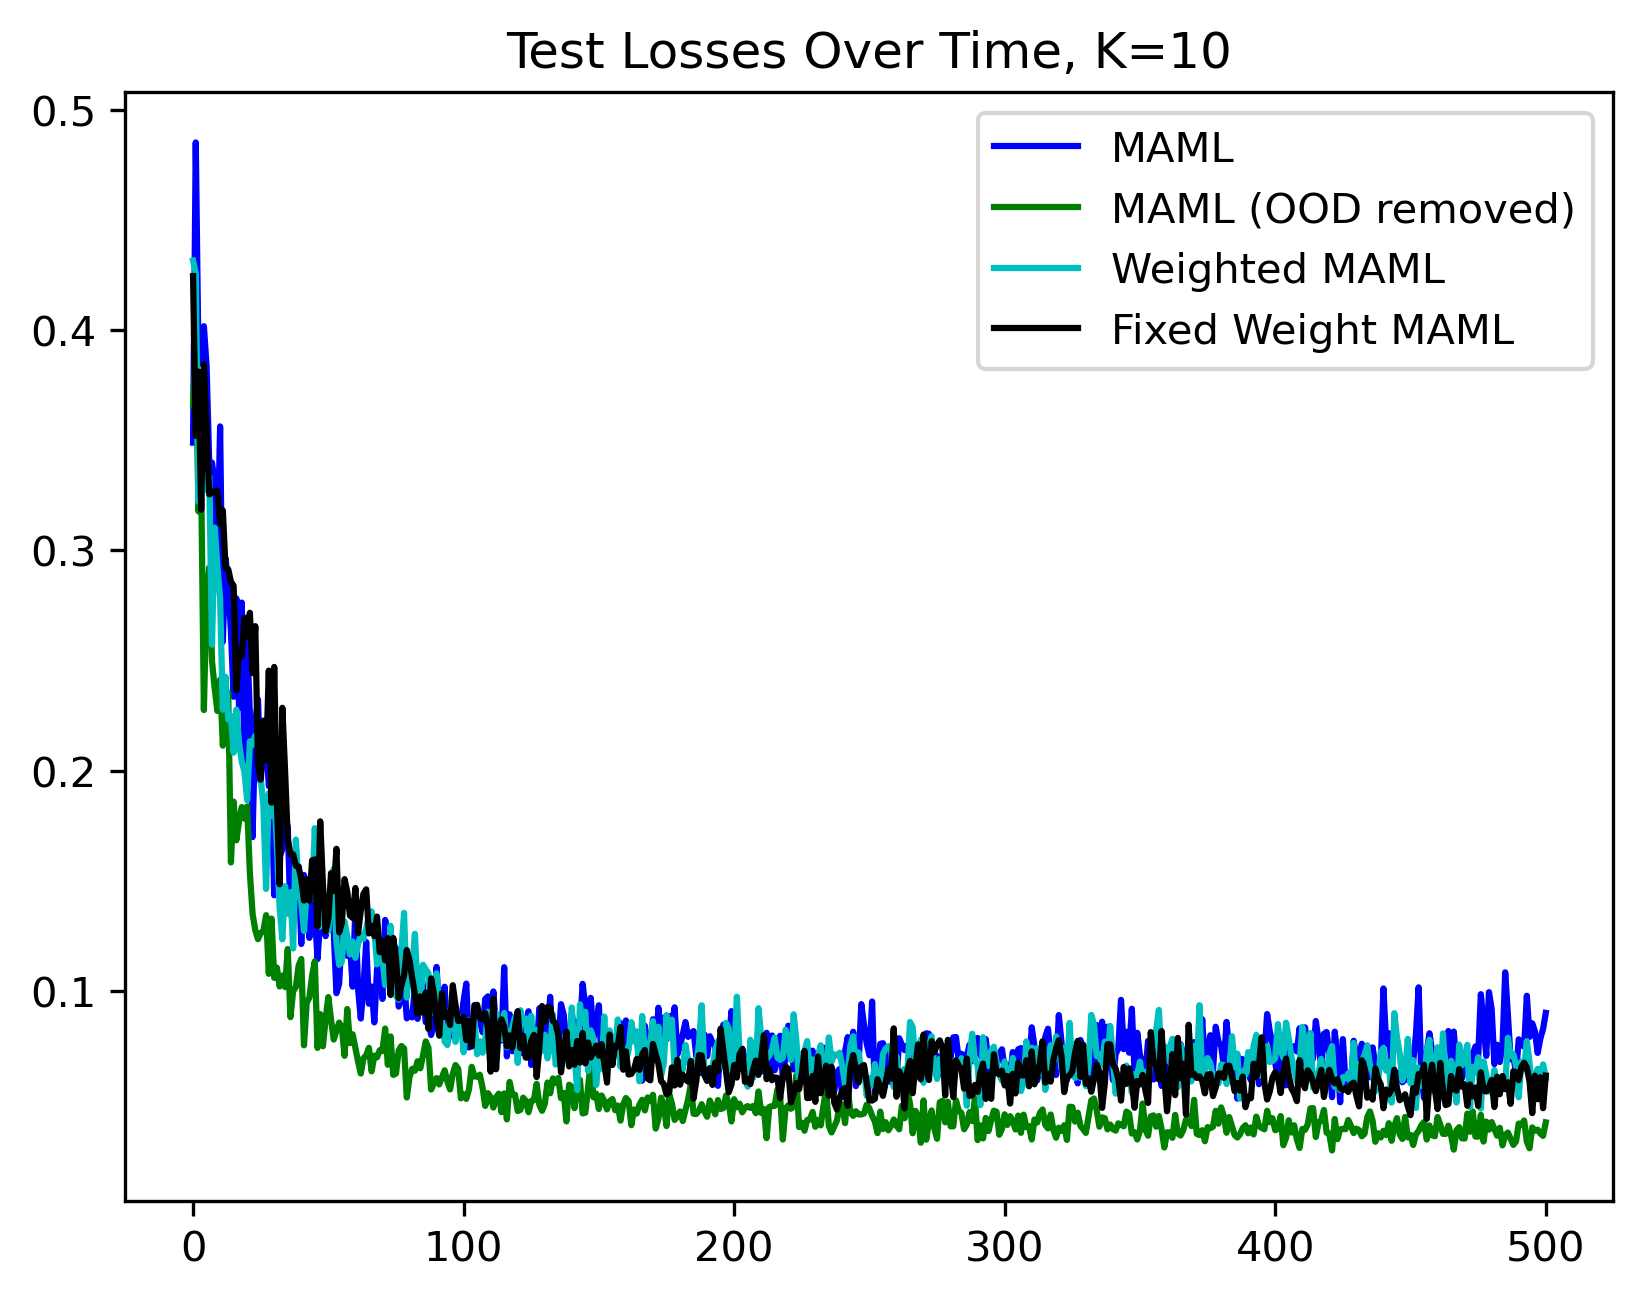 Test Losses Over Time, K=10
0.5
0.4
0.3
0.2
0.1
MAML
MAML (OOD removed)
Weighted MAML
Fixed Weight MAML
0 100 200 300 400 500